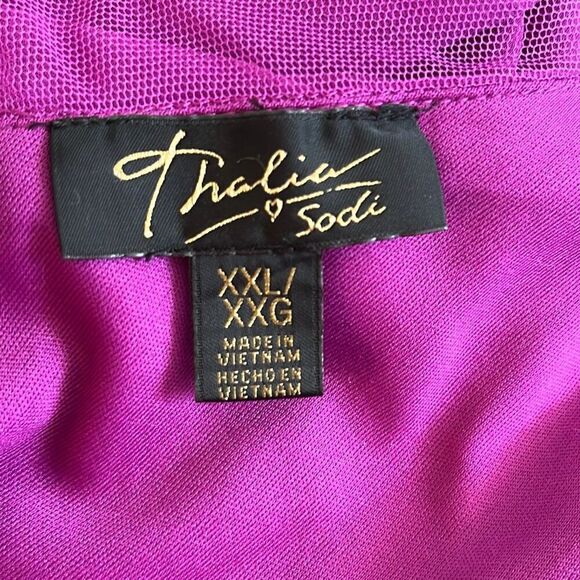 Thalia
Sodi
XXL/
XXG
MADE IN
VIETNAM
HECHO EN
VIETNAM